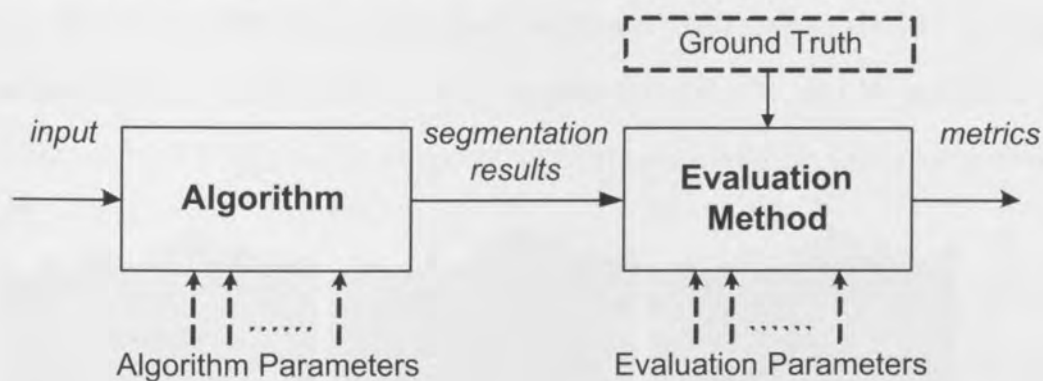 Ground Truth
input
Algorithm
segmentation
results
Evaluation
Method
metrics
Algorithm Parameters
Evaluation Parameters